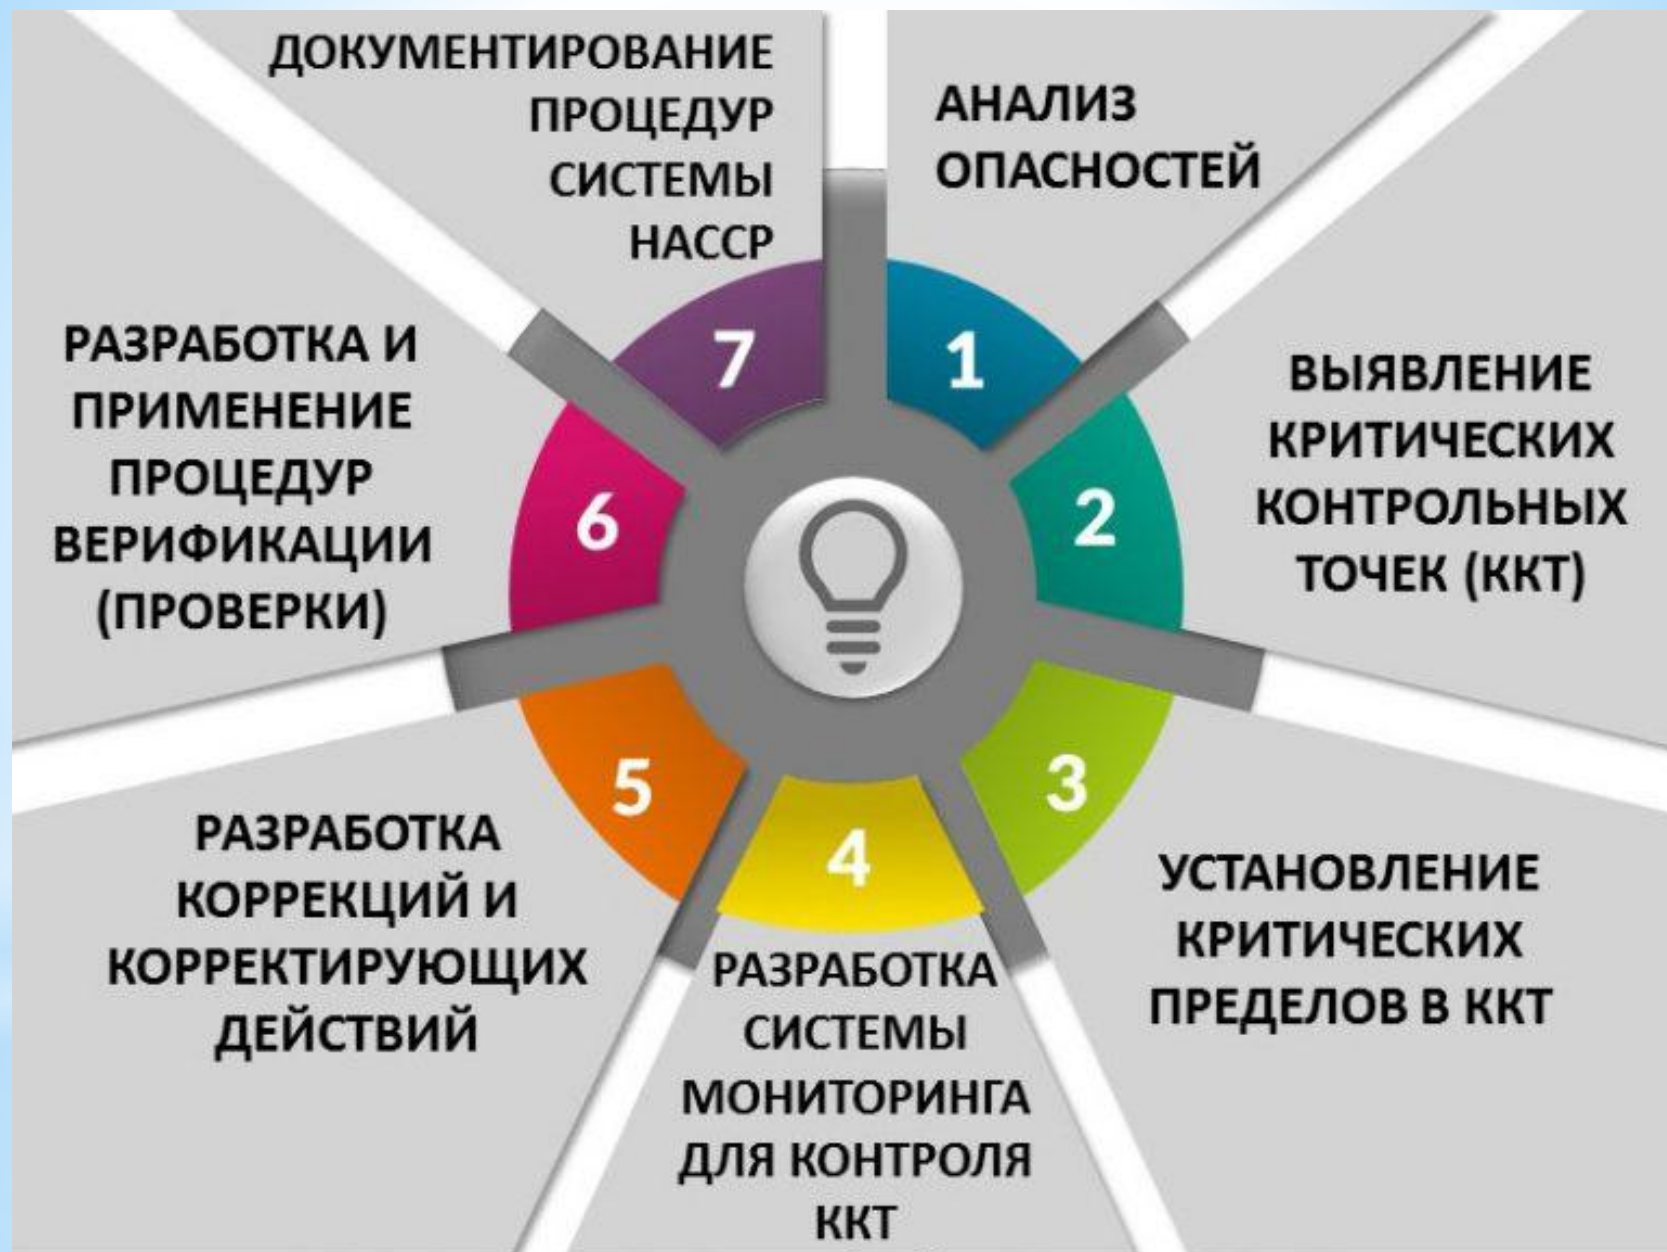 1
АНАЛИЗ
ОПАСНОСТЕЙ
2
ВЫЯВЛЕНИЕ
КРИТИЧЕСКИХ
КОНТРОЛЬНЫХ
ТОЧЕК (ККТ)
3
УСТАНОВЛЕНИЕ
КРИТИЧЕСКИХ
ПРЕДЕЛОВ В ККТ
4
РАЗРАБОТКА
СИСТЕМЫ
МОНИТОРИНГА
ДЛЯ КОНТРОЛЯ
ККТ
5
РАЗРАБОТКА
КОРРЕКЦИЙ И
КОРРЕКТИРУЮЩИХ
ДЕЙСТВИЙ
6
РАЗРАБОТКА И
ПРИМЕНЕНИЕ
ПРОЦЕДУР
ВЕРИФИКАЦИИ
(ПРОВЕРКИ)
7
ДОКУМЕНТИРОВАНИЕ
ПРОЦЕДУР
СИСТЕМЫ
НАССР